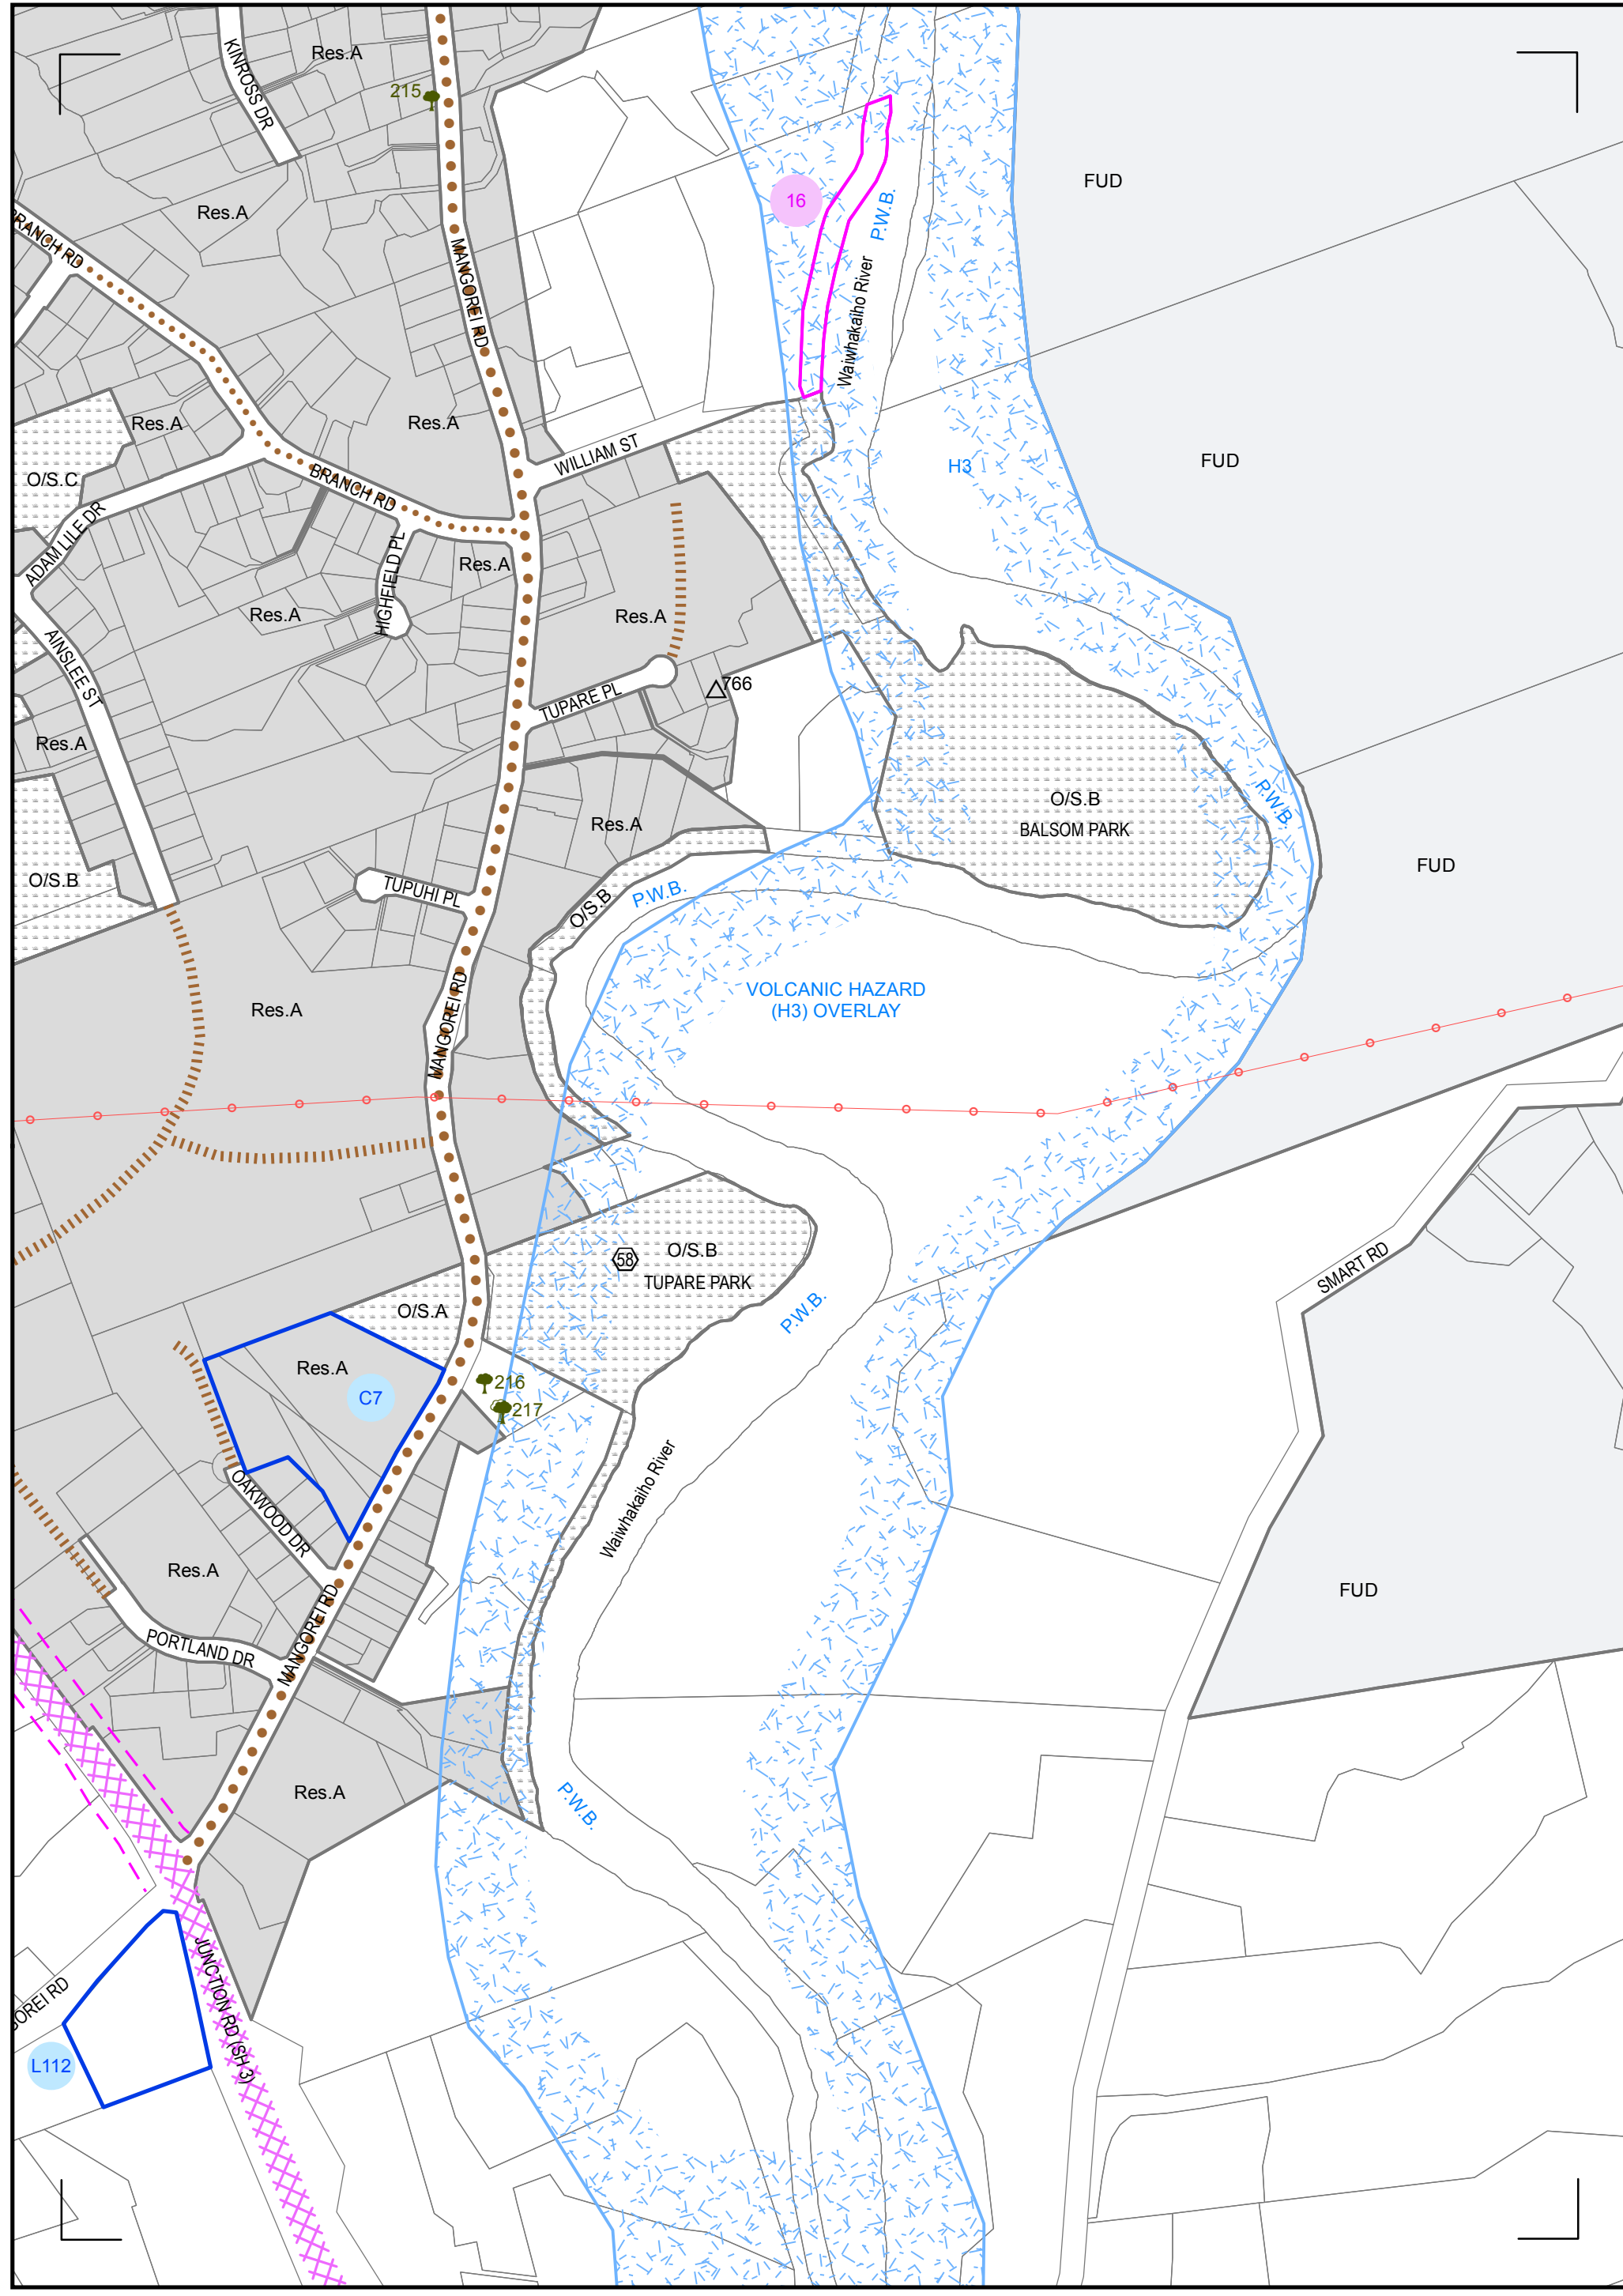 KINROSS DR
Res.A
215
16
FUD
Res.A
BRANCH RD
MANGOREI RD
P.W.B.
Waiwhakaiho River
Res.A
Res.A
WILLIAM ST
FUD
H3
O/S.C
BRANCH RD
ADAM LILE DR
HIGHFIELD PL
Res.A
Res.A
Res.A
AINSLEE ST
TUPARE PL
766
Res.A
O/S.B
BALSOM PARK
P.W.B.
Res.A
FUD
O/S.B
TUPUHI PL
O/S.B
P.W.B.
VOLCANIC HAZARD
(H3) OVERLAY
Res.A
MANGOREI RD
58
O/S.B
TUPARE PARK
SMART RD
O/S.A
P.W.B.
Res.A
C7
216
217
OAKWOOD DR
Waiwhakaiho River
Res.A
FUD
MANGOREI RD
PORTLAND DR
Res.A
P.W.B.
JUNCTION RD (SH 3)
OREI RD
L112